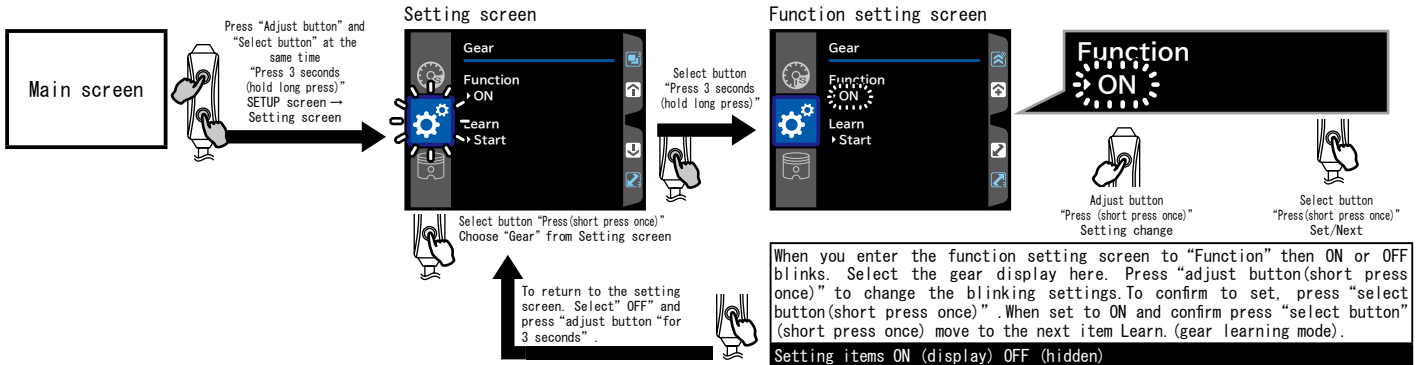 Main screen
Press “Adjust button” and
“Select button” at the
same time
“Press 3 seconds
(hold long press)”
SETUP screen →
Setting screen
Setting screen
Gear
Function
ON
Learn
Start
Select button “Press(short press once)”
Choose “Gear” from Setting screen
Select button
“Press 3 seconds
(hold long press)”
Function setting screen
Gear
Function
ON
Learn
Start
Function
ON
Adjust button
“Press (short press once)”
Setting change
Select button
“Press(short press once)”
Set/Next
To return to the setting
screen. Select” OFF” and
press “adjust button “for
3 seconds” .
When you enter the function setting screen to “Function” then ON or OFF
blinks. Select the gear display here. Press “adjust button(short press
once)” to change the blinking settings.To confirm to set, press “select
button(short press once)” .When set to ON and confirm press “select button”
(short press once) move to the next item Learn.(gear learning mode).
Setting items ON (display) OFF (hidden)